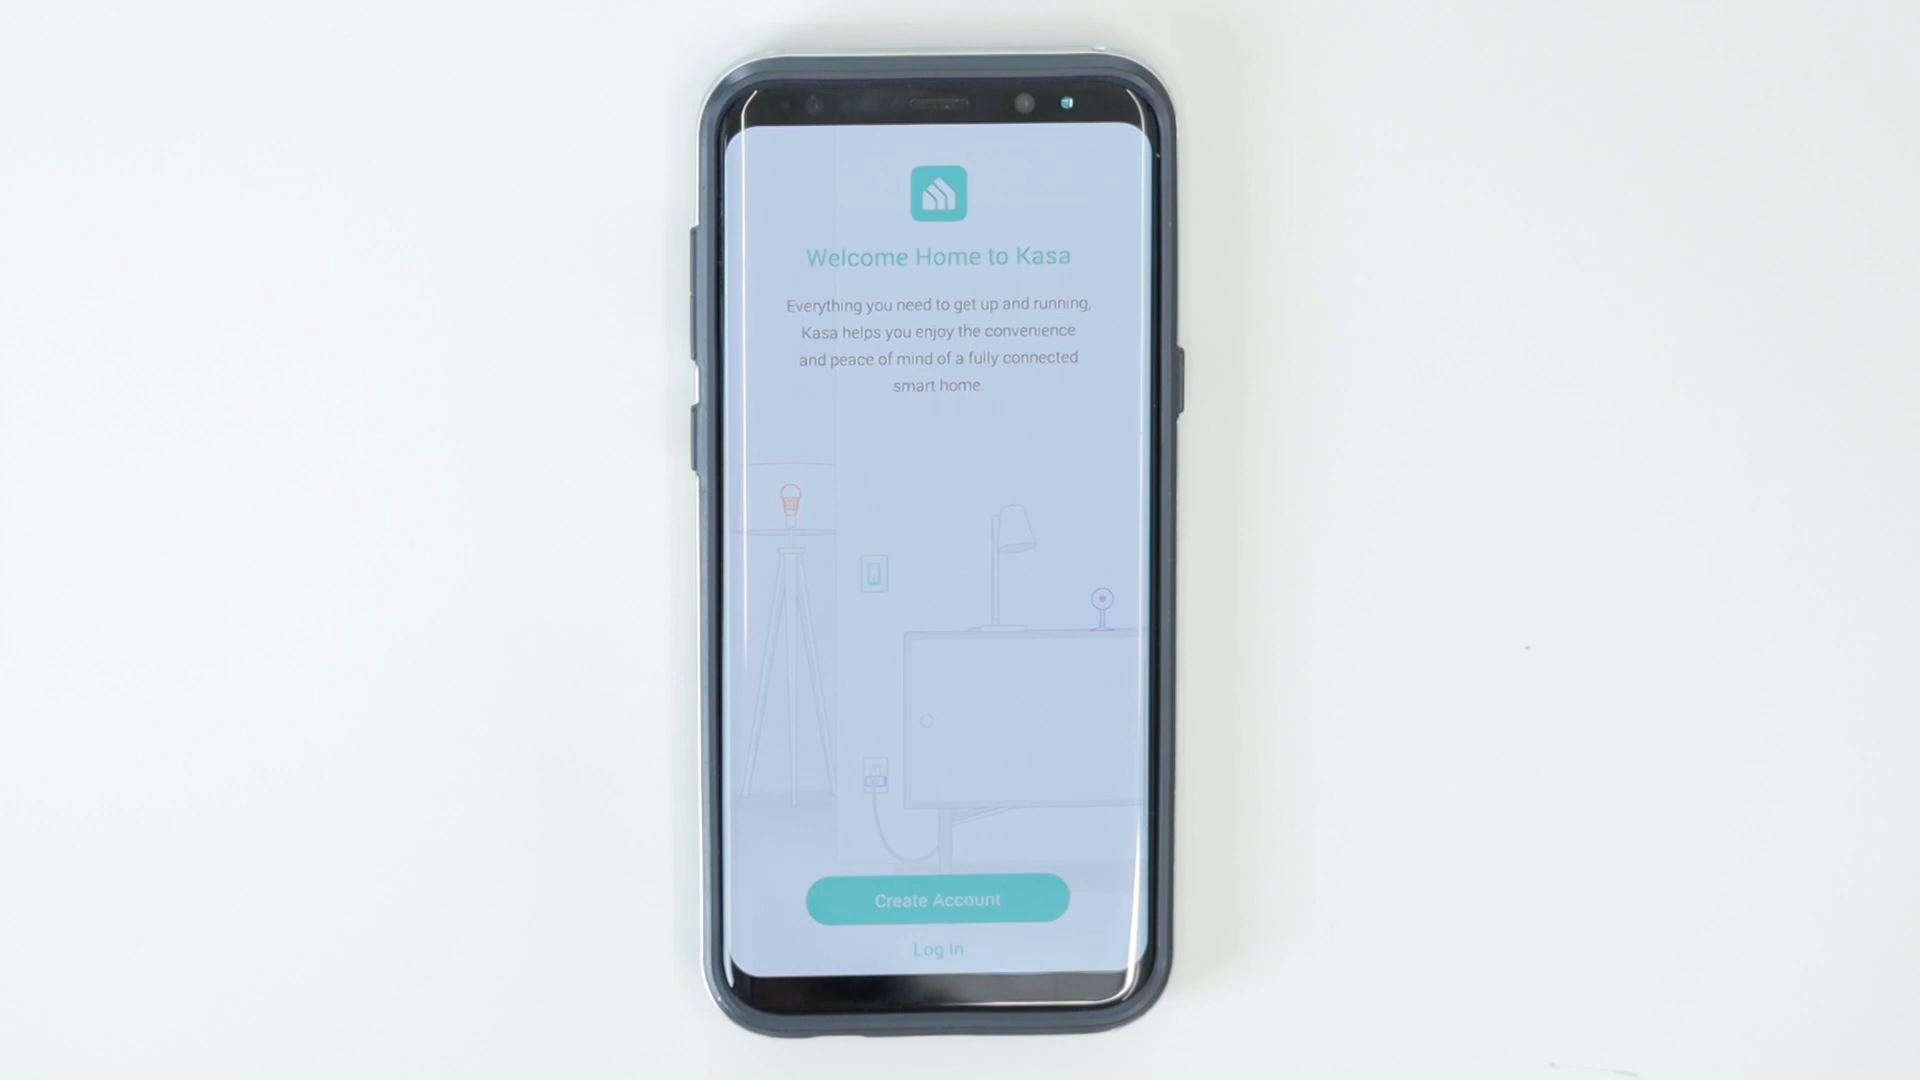 Welcome Home to Kasa
Everything you need to get up and running,
Kasa helps you enjoy the convenience
and peace of mind of a fully connected
smart home.
Create Account
Log In